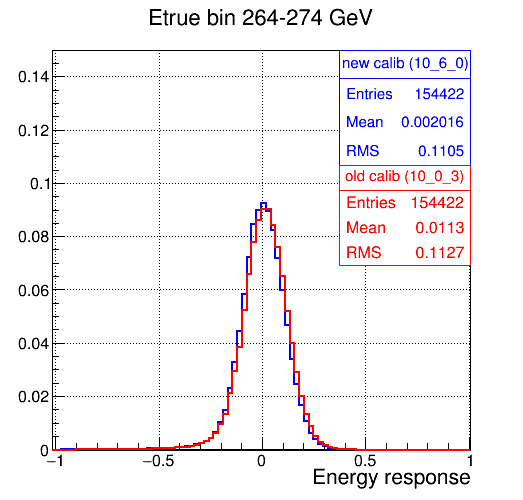 Etrue bin 264-274 GeV
new calib (10_6_0)
Entries 154422
Mean 0.002016
RMS 0.1105
old calib (10_0_3)
Entries 154422
Mean 0.0113
RMS 0.1127
0.14
0.12
0.1
0.08
0.06
0.04
0.02
0
−1 −0.5 0 0.5 1
Energy response